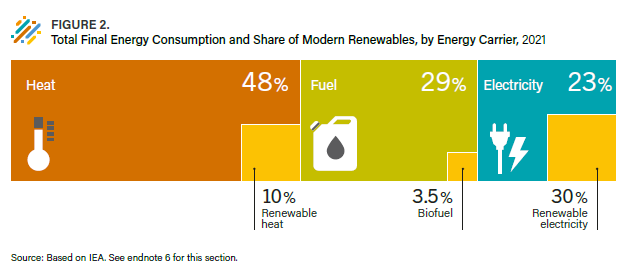 FIGURE 2.
Total Final Energy Consumption and Share of Modern Renewables, by Energy Carrier, 2021
Heat 48%
Fuel 29%
Electricity 23%
10%
Renewable
heat
3.5%
Biofuel
30%
Renewable
electricity
Source: Based on IEA. See endnote 6 for this section.